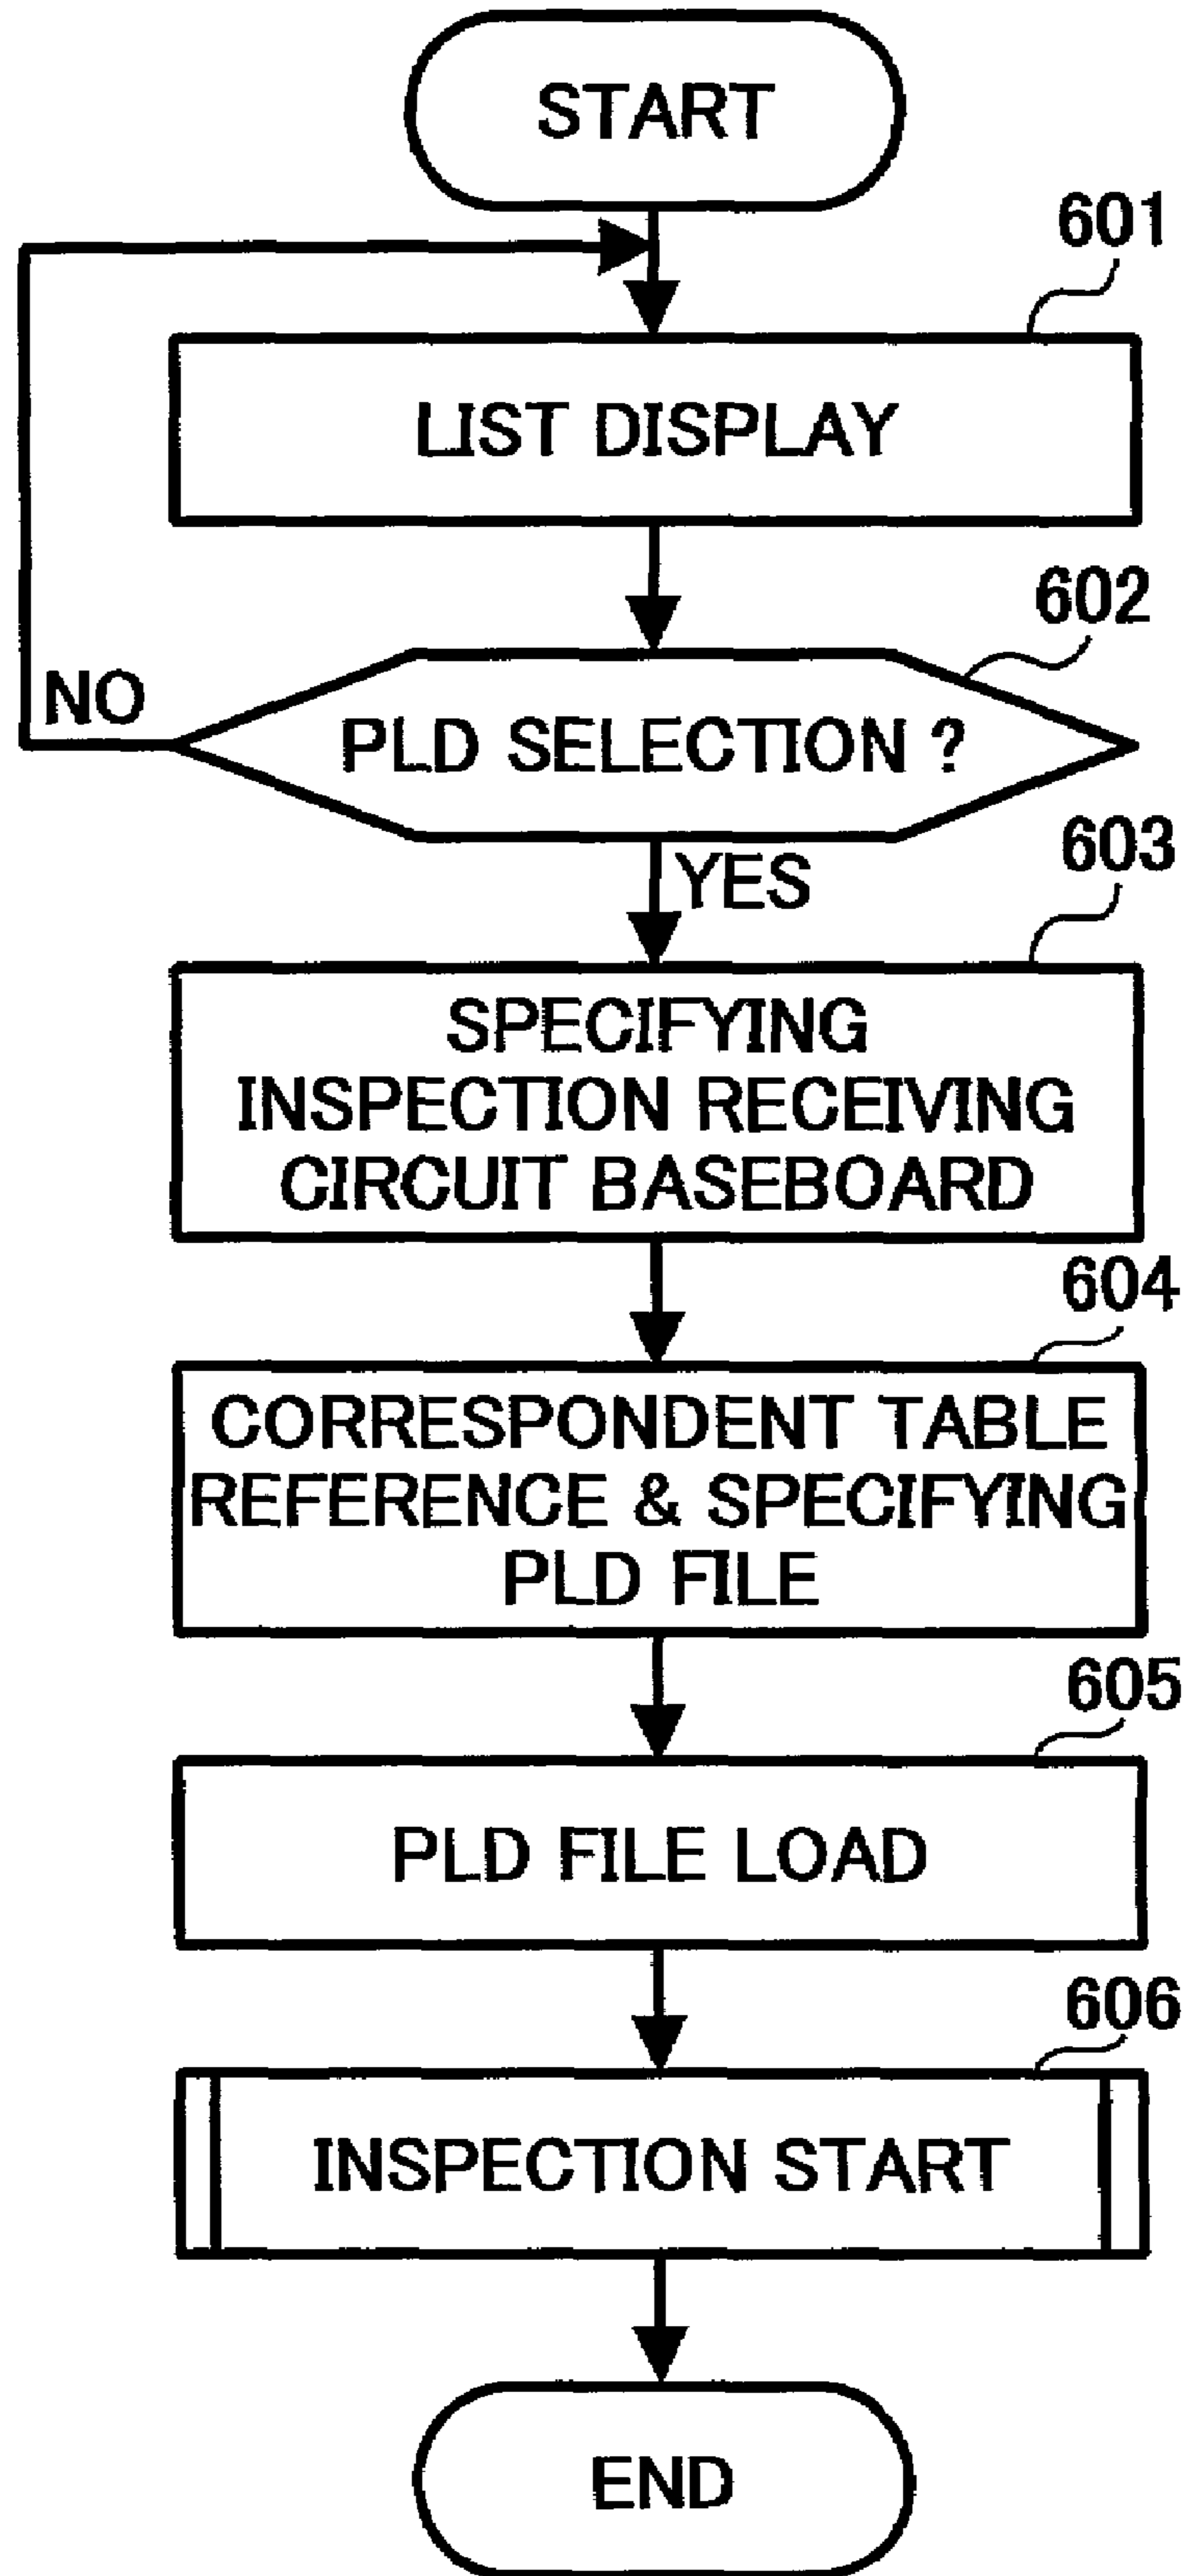 START
601
LIST DISPLAY
602
NO
PLD SELECTION ?
YES
603
SPECIFYING
INSPECTION RECEIVING
CIRCUIT BASEBOARD
604
CORRESPONDENT TABLE
REFERENCE & SPECIFYING
PLD FILE
605
PLD FILE LOAD
606
INSPECTION START
END